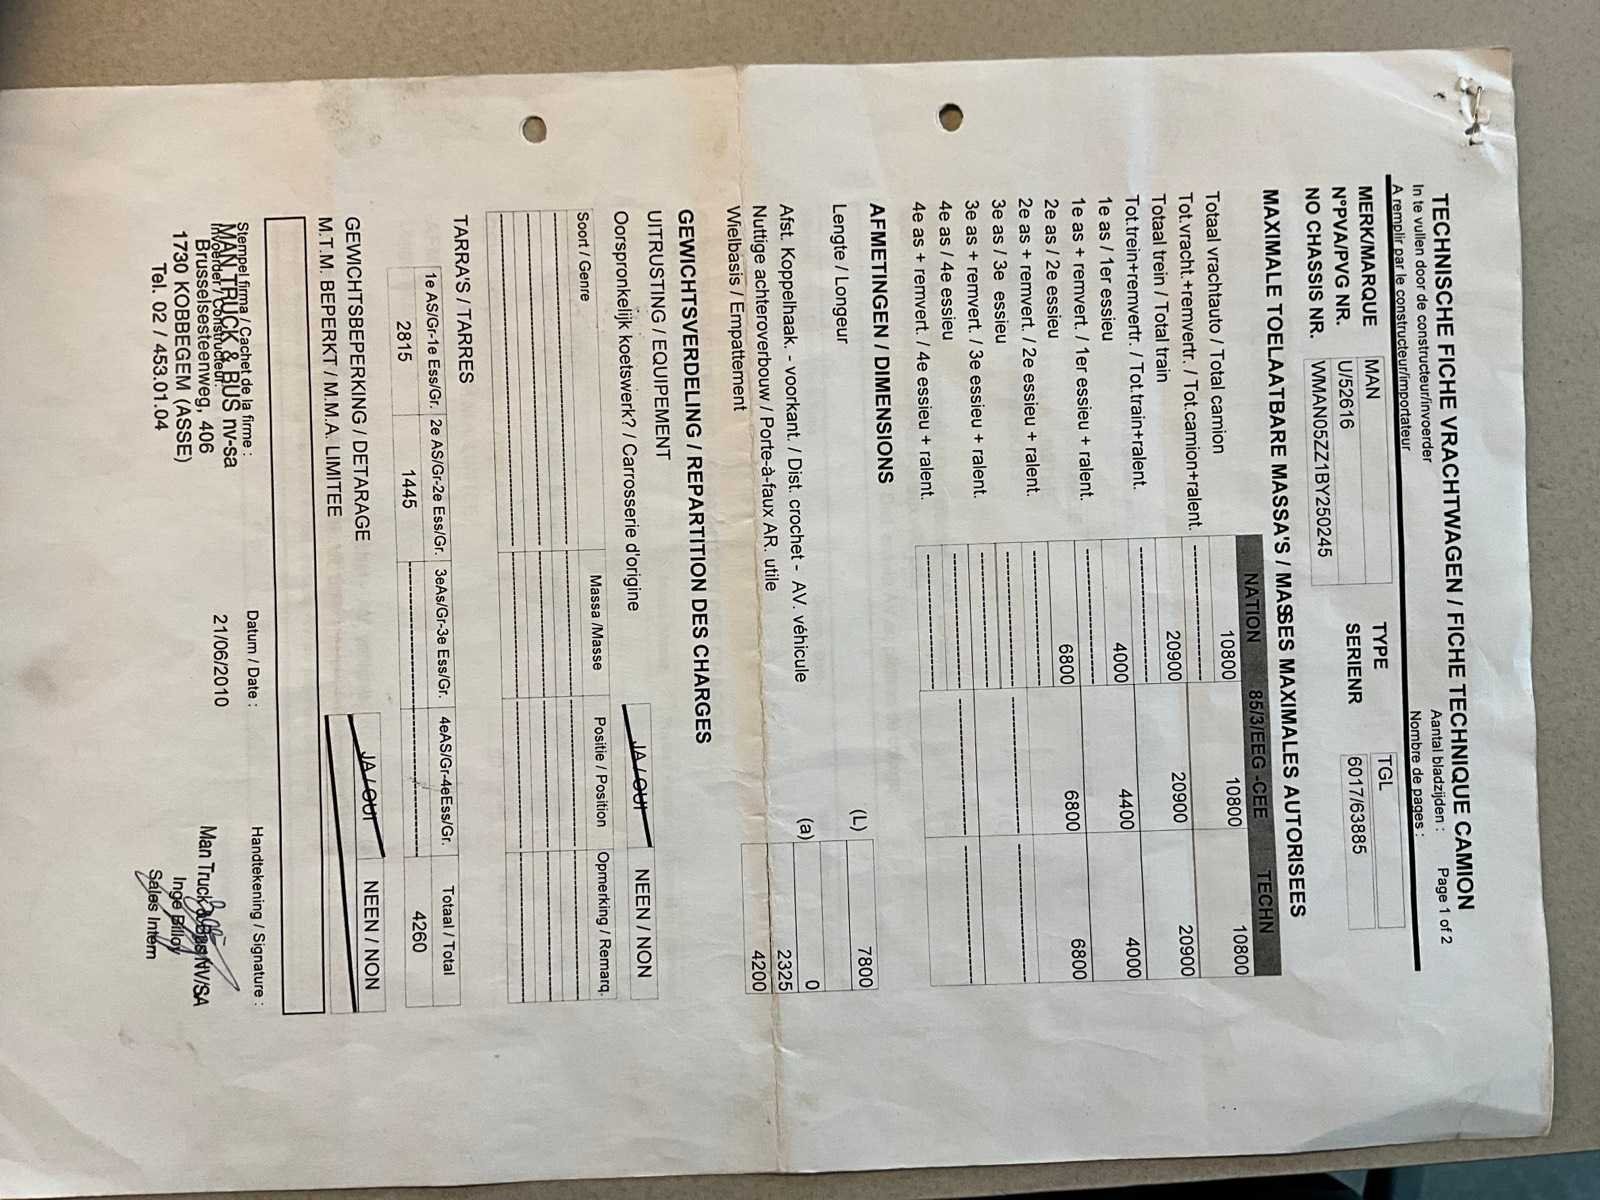 TECHNISCHE FICHE VRACHTWAGEN / FICHE TECHNIQUE CAMION
In te vullen door de constructeur/invoerder Aantal bladzijden : Page 1 of 2
A remplir par le constructeur/importateur Nombre de pages :
MERK/MARQUE MAN TYPE TGL
N°PVA/PVG NR. U/52616 SERIENR 6017/63885
NO CHASSIS NR. WMAN05ZZ1BY250245
MAXIMALE TOELAATBARE MASSA'S / MASSES MAXIMALES AUTORISEES
NATION 85/3/EEG -CEE TECHN
Totaal vrachtauto / Total camion 10800 10800 10800
Tot.vracht.+remvertr. / Tot.camion+ralent. ----------
Totaal trein / Total train 20900 20900 20900
Tot.trein+remvertr. / Tot.train+ralent. ----------
1e as / 1er essieu 4000 4400 4000
1e as + remvert. / 1er essieu + ralent. ----------
2e as / 2e essieu 6800 6800 6800
2e as + remvert. / 2e essieu + ralent. ---------- ---------- ----------
3e as / 3e essieu ----------
3e as + remvert. / 3e essieu + ralent. ----------
4e as / 4e essieu ---------- ---------- ----------
4e as + remvert. / 4e essieu + ralent. ----------
AFMETINGEN / DIMENSIONS
Lengte / Longeur (L) 7800
Afst. Koppelhaak. - voorkant. / Dist. crochet - AV. véhicule (a) 0
Nuttige achteroverbouw / Porte-à-faux AR. utile 2325
Wielbasis / Empattement 4200
GEWICHTSVERDELING / REPARTITION DES CHARGES
UITRUSTING / EQUIPEMENT
Oorspronkelijk koetswerk? / Carrosserie d'origine JA / OUI NEEN / NON
Soort / Genre Massa /Masse Positie / Position Opmerking / Remarq.
TARRA'S / TARRES
1e AS/Gr-1e Ess/Gr. 2e AS/Gr-2e Ess/Gr. 3eAs/Gr-3e Ess/Gr. 4eAS/Gr-4eEss/Gr. Totaal / Total
2815 1445 ---------- ---------- 4260
GEWICHTSBEPERKING / DETARAGE JA / OUI NEEN / NON
M.T.M. BEPERKT / M.M.A. LIMITEE
Stempel firma / Cachet de la firme : Datum / Date : Handtekening / Signature :
Invoerder / Constructeur:
MAN TRUCK & BUS nv-sa 21/06/2010 Man Truck & Bus NV/SA
Brusselsesteenweg, 406 Inge Billoy
1730 KOBBEGEM (ASSE) Sales Intern
Tel. 02 / 453.01.04